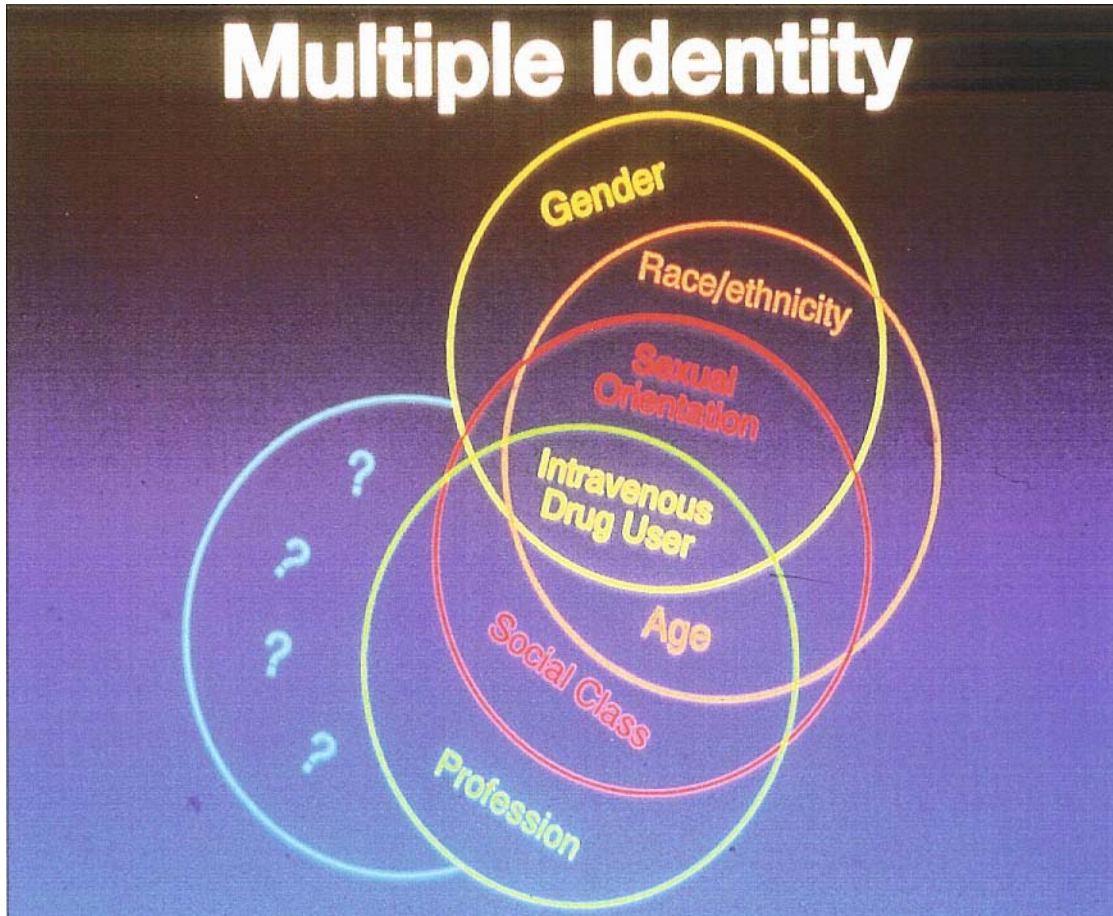 Multiple Identity
Gender
Race/ethnicity
Sexual
Orientation
Intravenous
Drug User
Age
Social Class
Profession
?
?
?
?